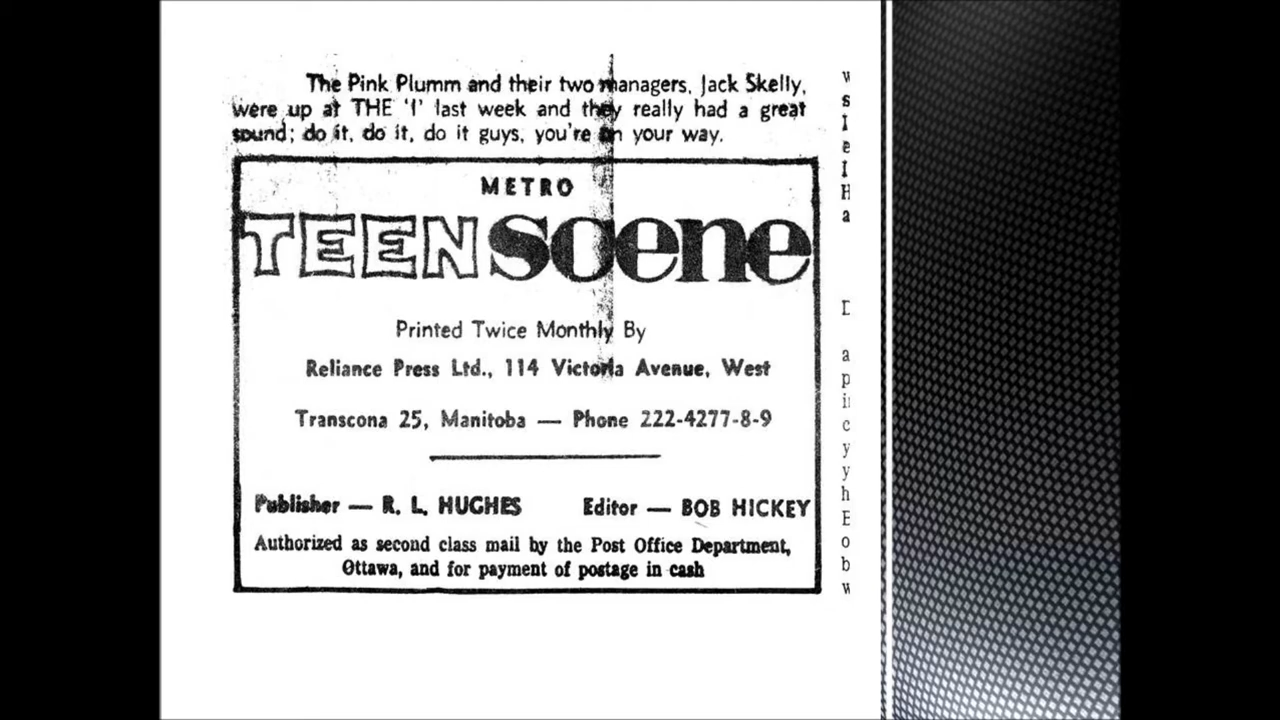 The Pink Plumm and their two managers, Jack Skelly,
were up at THE 'I' last week and they really had a great
sound; do it, do it, do it guys, you're on your way.
METRO
TEEN scene
Printed Twice Monthly By
Reliance Press Ltd., 114 Victoria Avenue, West
Transcona 25, Manitoba — Phone 222-4277-8-9
Publisher — R. L. HUGHES Editor — BOB HICKEY
Authorized as second class mail by the Post Office Department,
Ottawa, and for payment of postage in cash